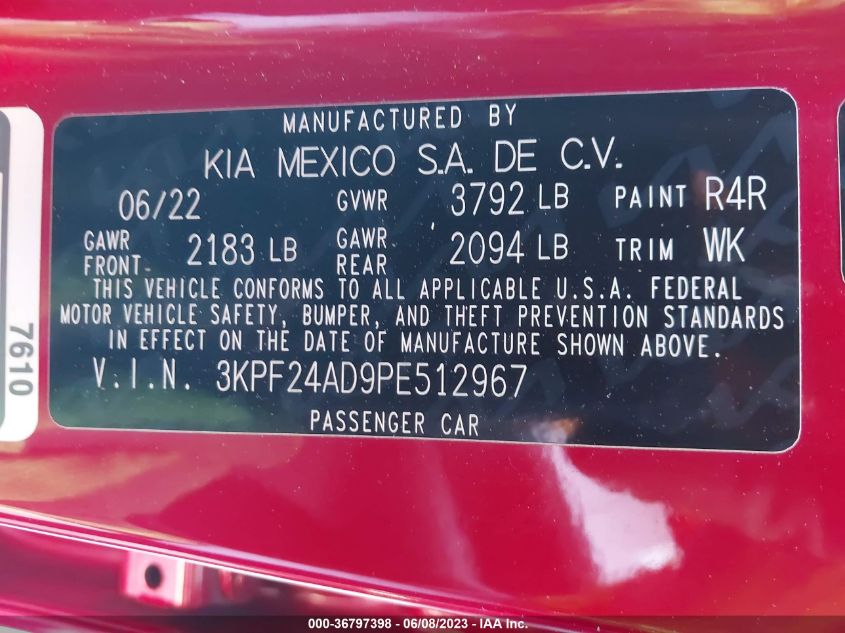 MANUFACTURED BY
KIA MEXICO S.A. DE C.V.
06/22 GVWR 3792 LB PAINT R4R
GAWR FRONT 2183 LB GAWR REAR 2094 LB TRIM WK
THIS VEHICLE CONFORMS TO ALL APPLICABLE U.S.A. FEDERAL
MOTOR VEHICLE SAFETY, BUMPER, AND THEFT PREVENTION STANDARDS
IN EFFECT ON THE DATE OF MANUFACTURE SHOWN ABOVE.
V.I.N. 3KPF24AD9PE512967
PASSENGER CAR
7610
000-36797398 - 06/08/2023 - IAA Inc.